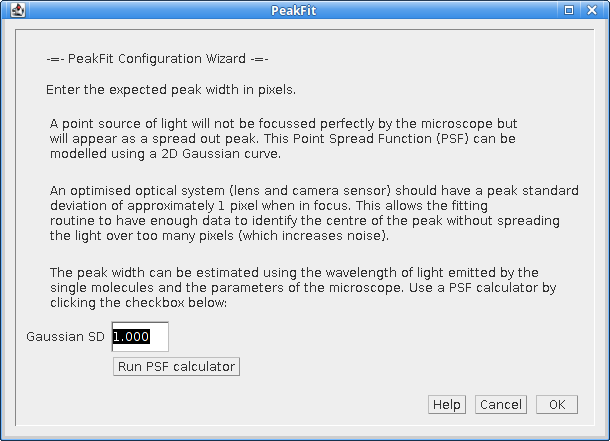 PeakFit
-=- PeakFit Configuration Wizard -=-
Enter the expected peak width in pixels.
A point source of light will not be focussed perfectly by the microscope but
will appear as a spread out peak. This Point Spread Function (PSF) can be
modelled using a 2D Gaussian curve.
An optimised optical system (lens and camera sensor) should have a peak standard
deviation of approximately 1 pixel when in focus. This allows the fitting
routine to have enough data to identify the centre of the peak without spreading
the light over too many pixels (which increases noise).
The peak width can be estimated using the wavelength of light emitted by the
single molecules and the parameters of the microscope. Use a PSF calculator by
clicking the checkbox below:
Gaussian SD 1.000
Run PSF calculator
Help Cancel OK